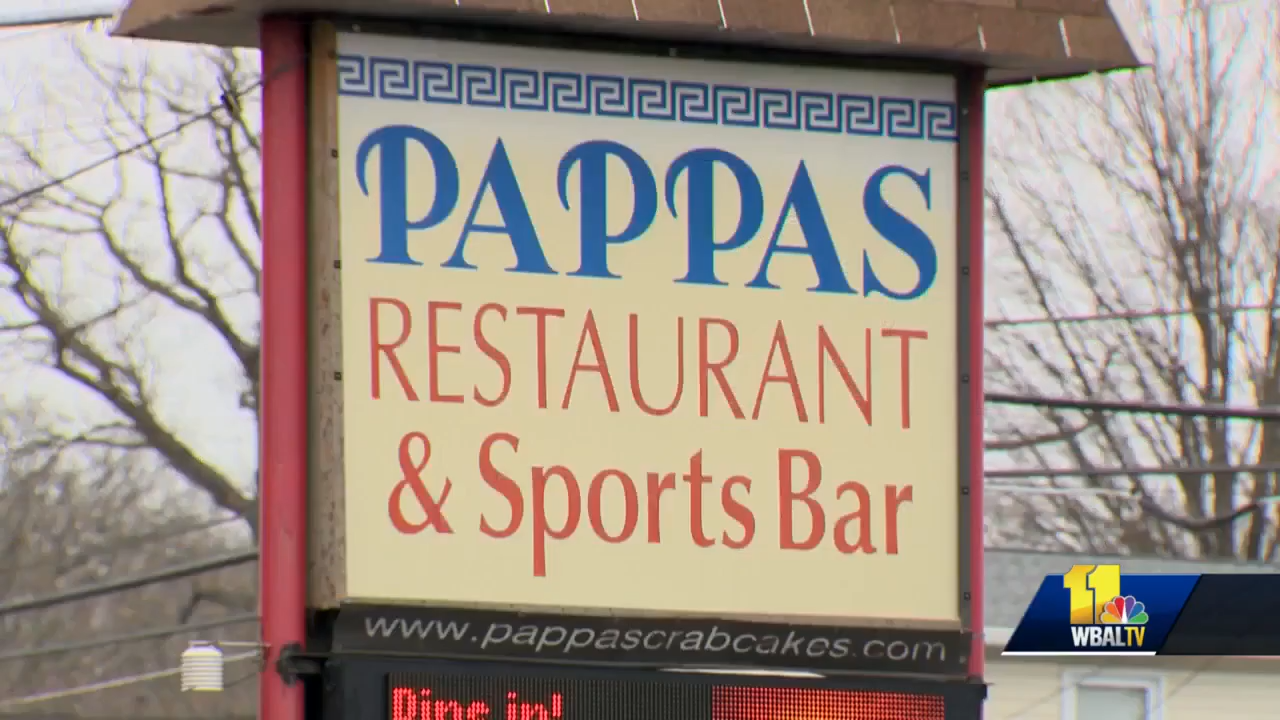 PAPPAS
RESTAURANT
& Sports Bar
www.pappascrabcakes.com
Dine in!
11
WBALTV